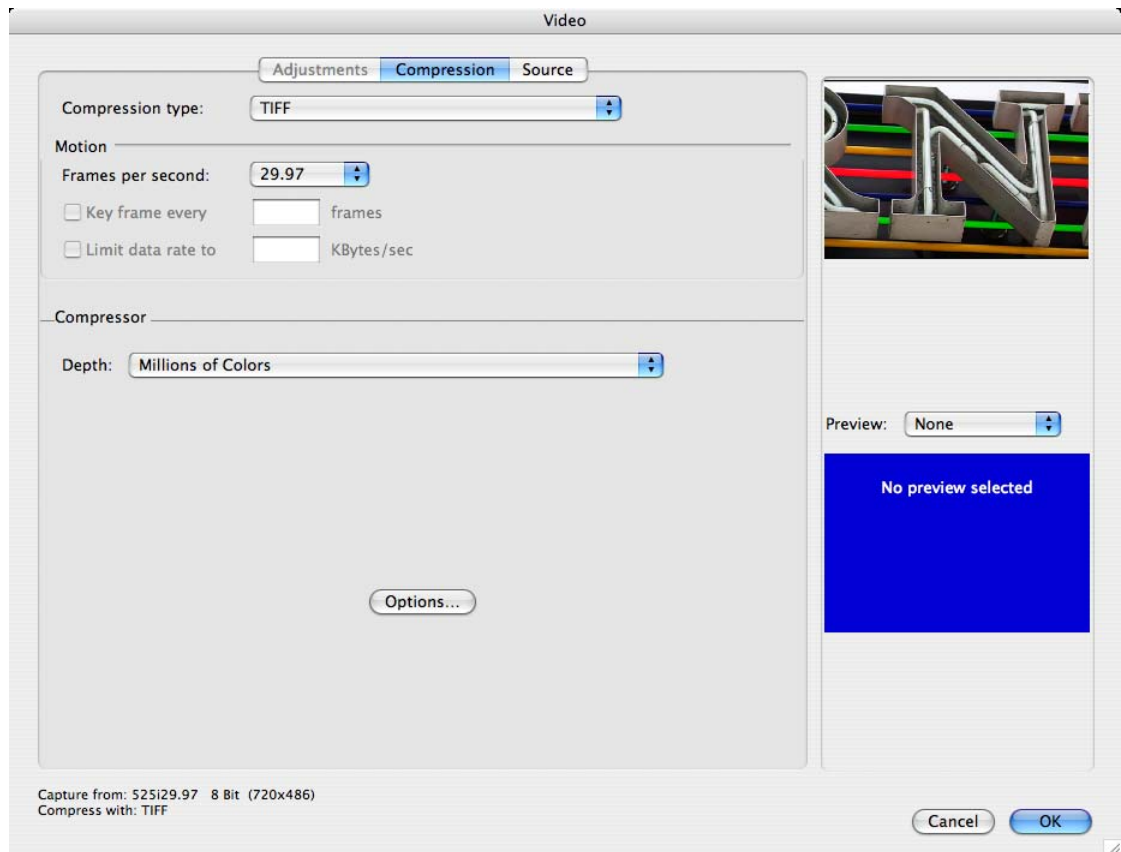 Video
Adjustments Compression Source
Compression type: TIFF
Motion
Frames per second: 29.97
Key frame every frames
Limit data rate to KBytes/sec
Compressor
Depth: Millions of Colors
Options...
N
Preview: None
No preview selected
Capture from: 525i29.97 8 Bit (720x486)
Compress with: TIFF
Cancel OK